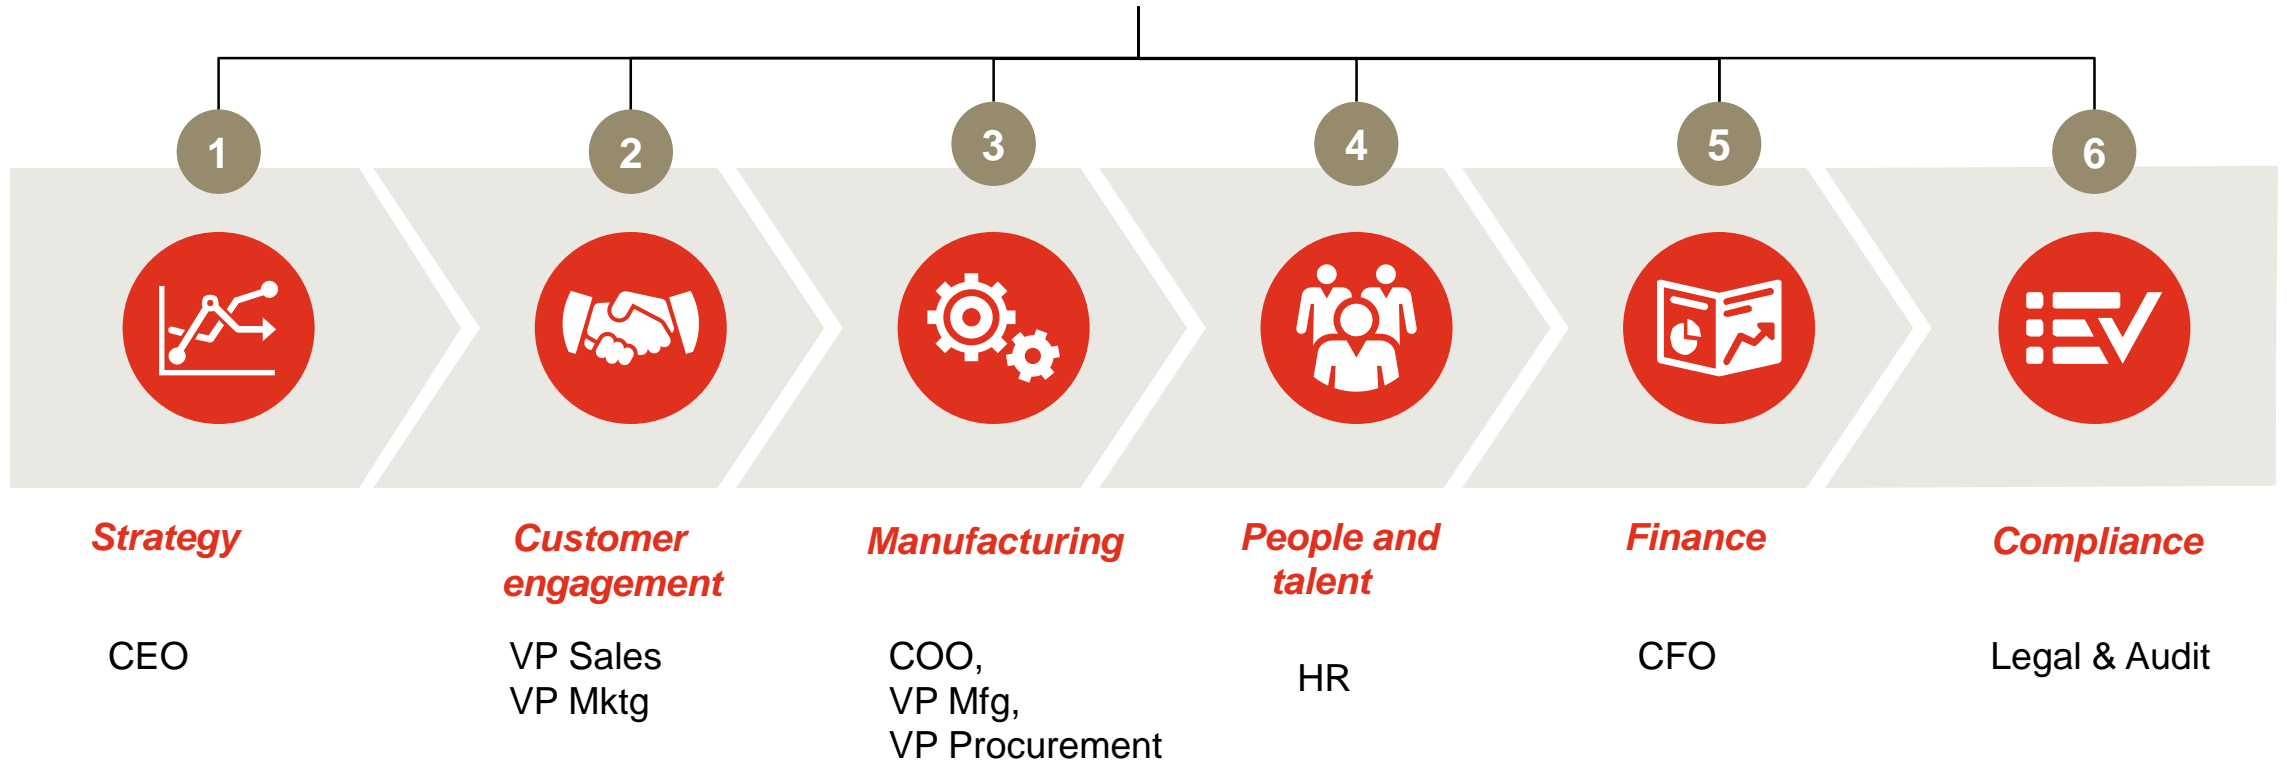 1
2
3
4
5
6
Strategy
Customer
engagement
Manufacturing
People and
talent
Finance
Compliance
CEO
VP Sales
VP Mktg
COO,
VP Mfg,
VP Procurement
HR
CFO
Legal & Audit